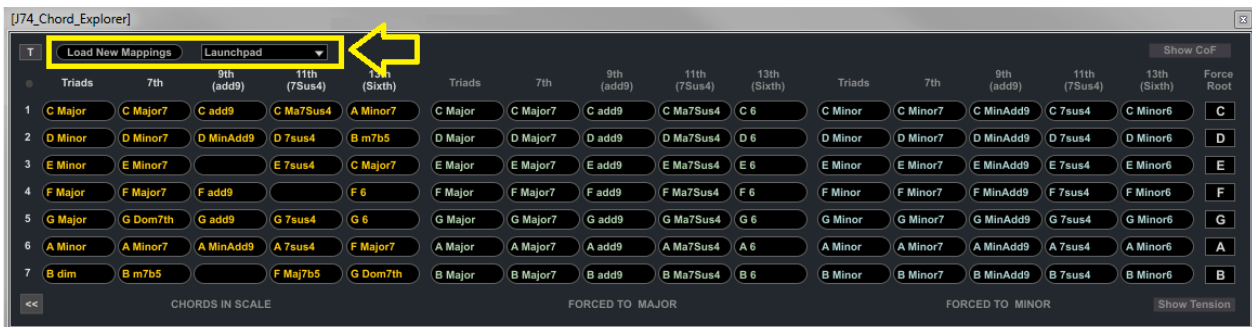 [J74_Chord_Explorer]
T Load New Mappings Launchpad Show CoF
Triads 7th 9th (add9) 11th (7Sus4) 13th (Sixth) Triads 7th 9th (add9) 11th (7Sus4) 13th (Sixth) Triads 7th 9th (add9) 11th (7Sus4) 13th (Sixth) Force Root
1 C Major C Major7 C add9 C Ma7Sus4 A Minor7 C Major C Major7 C add9 C Ma7Sus4 C 6 C Minor C Minor7 C MinAdd9 C 7sus4 C Minor6 C
2 D Minor D Minor7 D MinAdd9 D 7sus4 B m7b5 D Major D Major7 D add9 D Ma7Sus4 D 6 D Minor D Minor7 D MinAdd9 D 7sus4 D Minor6 D
3 E Minor E Minor7 E 7sus4 C Major7 E Major E Major7 E add9 E Ma7Sus4 E 6 E Minor E Minor7 E MinAdd9 E 7sus4 E Minor6 E
4 F Major F Major7 F add9 F 6 F Major F Major7 F add9 F Ma7Sus4 F 6 F Minor F Minor7 F MinAdd9 F 7sus4 F Minor6 F
5 G Major G Dom7th G add9 G 7sus4 G 6 G Major G Major7 G add9 G Ma7Sus4 G 6 G Minor G Minor7 G MinAdd9 G 7sus4 G Minor6 G
6 A Minor A Minor7 A MinAdd9 A 7sus4 F Major7 A Major A Major7 A add9 A Ma7Sus4 A 6 A Minor A Minor7 A MinAdd9 A 7sus4 A Minor6 A
7 B dim B m7b5 F Maj7b5 G Dom7th B Major B Major7 B add9 B Ma7Sus4 B 6 B Minor B Minor7 B MinAdd9 B 7sus4 B Minor6 B
<< CHORDS IN SCALE FORCED TO MAJOR FORCED TO MINOR Show Tension